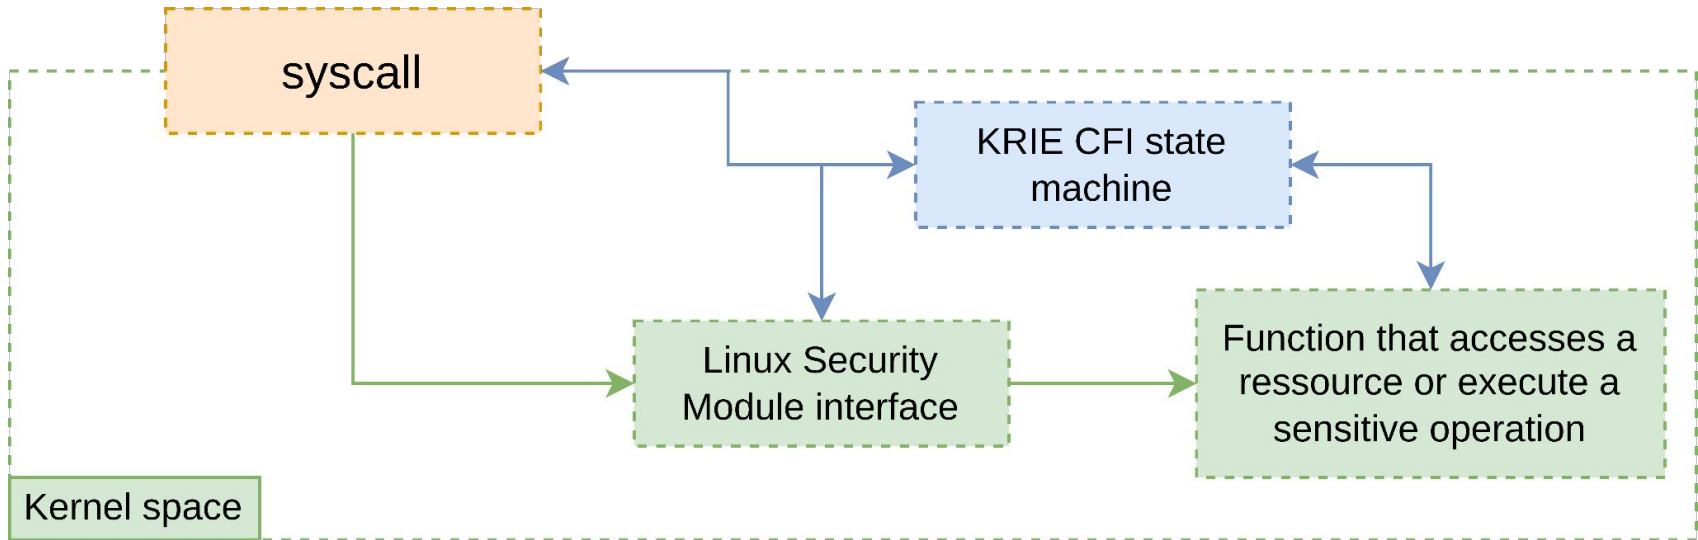 syscall
KRIE CFI state
machine
Linux Security
Module interface
Function that accesses a
ressource or execute a
sensitive operation
Kernel space